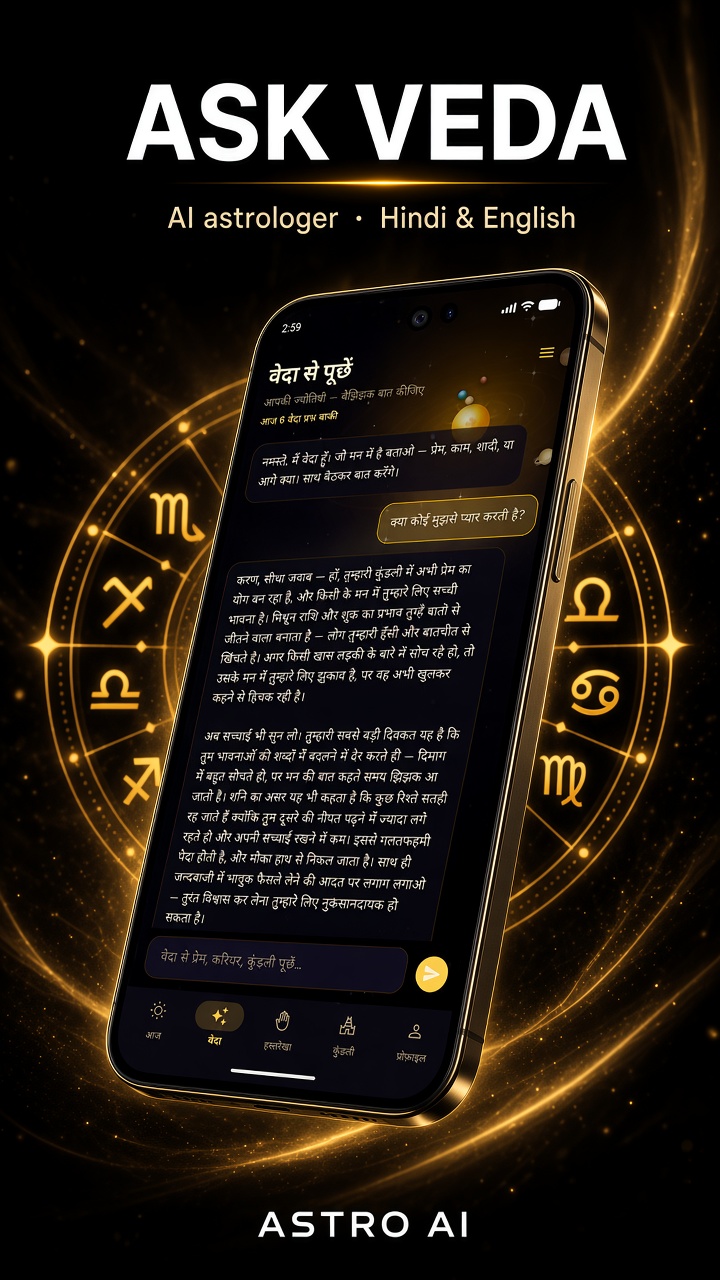 ASK VEDA
AI astrologer · Hindi & English
2:59
वेदा से पूछें
आपकी ज्योतिषी — बेझिझक बात कीजिए
आज 6 वेदा प्रश्न बाकी
नमस्ते. मैं वेदा हूँ। जो मन में है बताओ — प्रेम, काम, शादी, या
आगे क्या। साथ बैठकर बात करेंगे।
क्या कोई मुझसे प्यार करती है?
करण, सीधा जवाब — हाँ, तुम्हारी कुंडली में अभी प्रेम का
योग बन रहा है, और किसी के मन में तुम्हारे लिए सच्ची
भावना है। मिथुन राशि और शुक्र का प्रभाव तुम्हें बातों से
जीतने वाला बनाता है — लोग तुम्हारी हँसी और बातचीत से
खिंचते है। अगर किसी खास लड़की के बारे में सोच रहे हो, तो
उसके मन में तुम्हारे लिए झुकाव है, पर वह अभी खुलकर
कहने से हिचक रही है।
अब सच्चाई भी सुन लो। तुम्हारी सबसे बड़ी दिक्कत यह है कि
तुम भावनाओं को शब्दों में बदलने में देर करते हो — दिमाग
में बहुत सोचते हो, पर मन की बात कहते समय झिझक आ
जाती है। शनि का असर यह भी कहता है कि कुछ रिश्ते सतही
रह जाते हैं क्योंकि तुम दूसरे की नीयत पढ़ने में ज्यादा लगे
रहते हो और अपनी सच्चाई रखने में कम। इससे गलतफहमी
पैदा होती है, और मौका हाथ से निकल जाता है। साथ ही
जल्दबाजी में भावुक फैसले लेने की आदत पर लगाम लगाओ
— तुरंत विश्वास कर लेना तुम्हारे लिए नुकसानदायक हो
सकता है।
वेदा से प्रेम, करियर, कुंडली पूछें...
आज वेदा हस्तरेखा कुंडली प्रोफ़ाइल
ASTRO AI